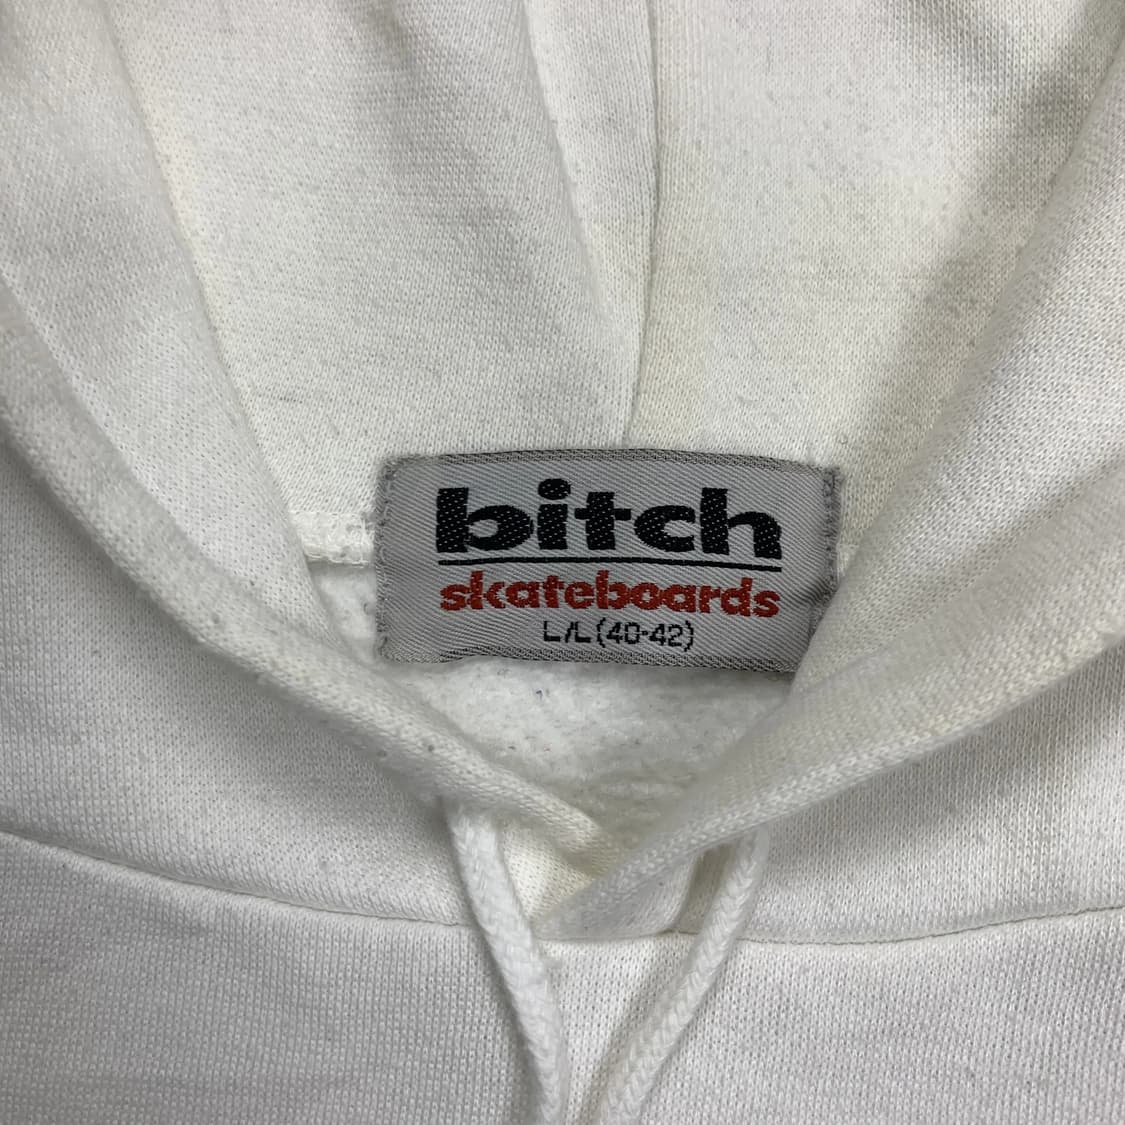 bitch
skateboards
L/L(40-42)